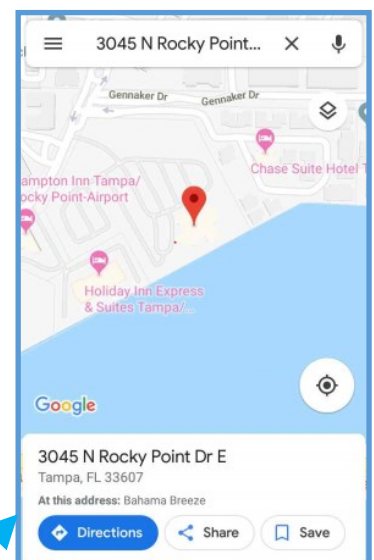 3045 N Rocky Point...
Gennaker Dr
Gennaker Dr
Chase Suite Hotel T
ampton Inn Tampa/
ocky Point-Airport
Holiday Inn Express
& Suites Tampa/...
Google
3045 N Rocky Point Dr E
Tampa, FL 33607
At this address: Bahama Breeze
Directions
Share
Save